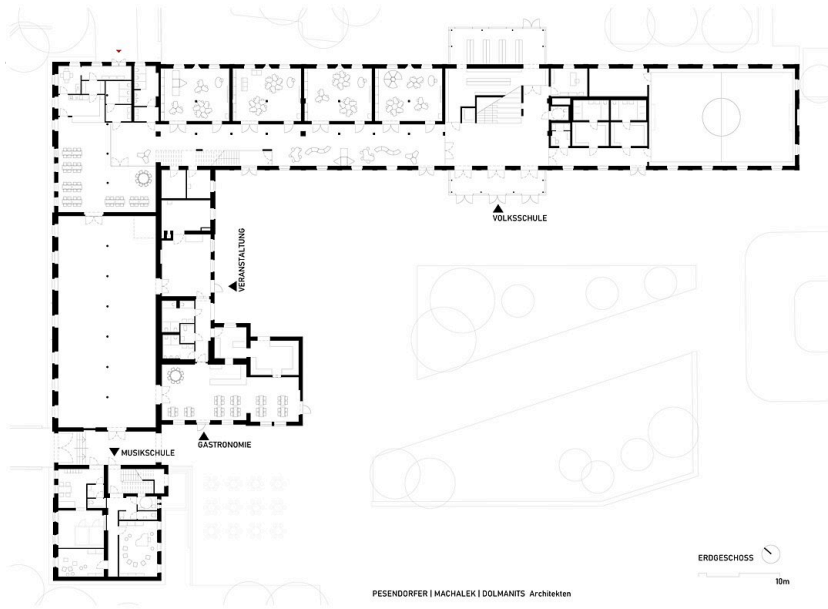 VOLKSSCHULE
VERANSTALTUNG
GASTRONOMIE
MUSIKSCHULE
ERDGESCHOSS
10m
PESENDORFER | MACHALEK | DOLMANITS Architekten